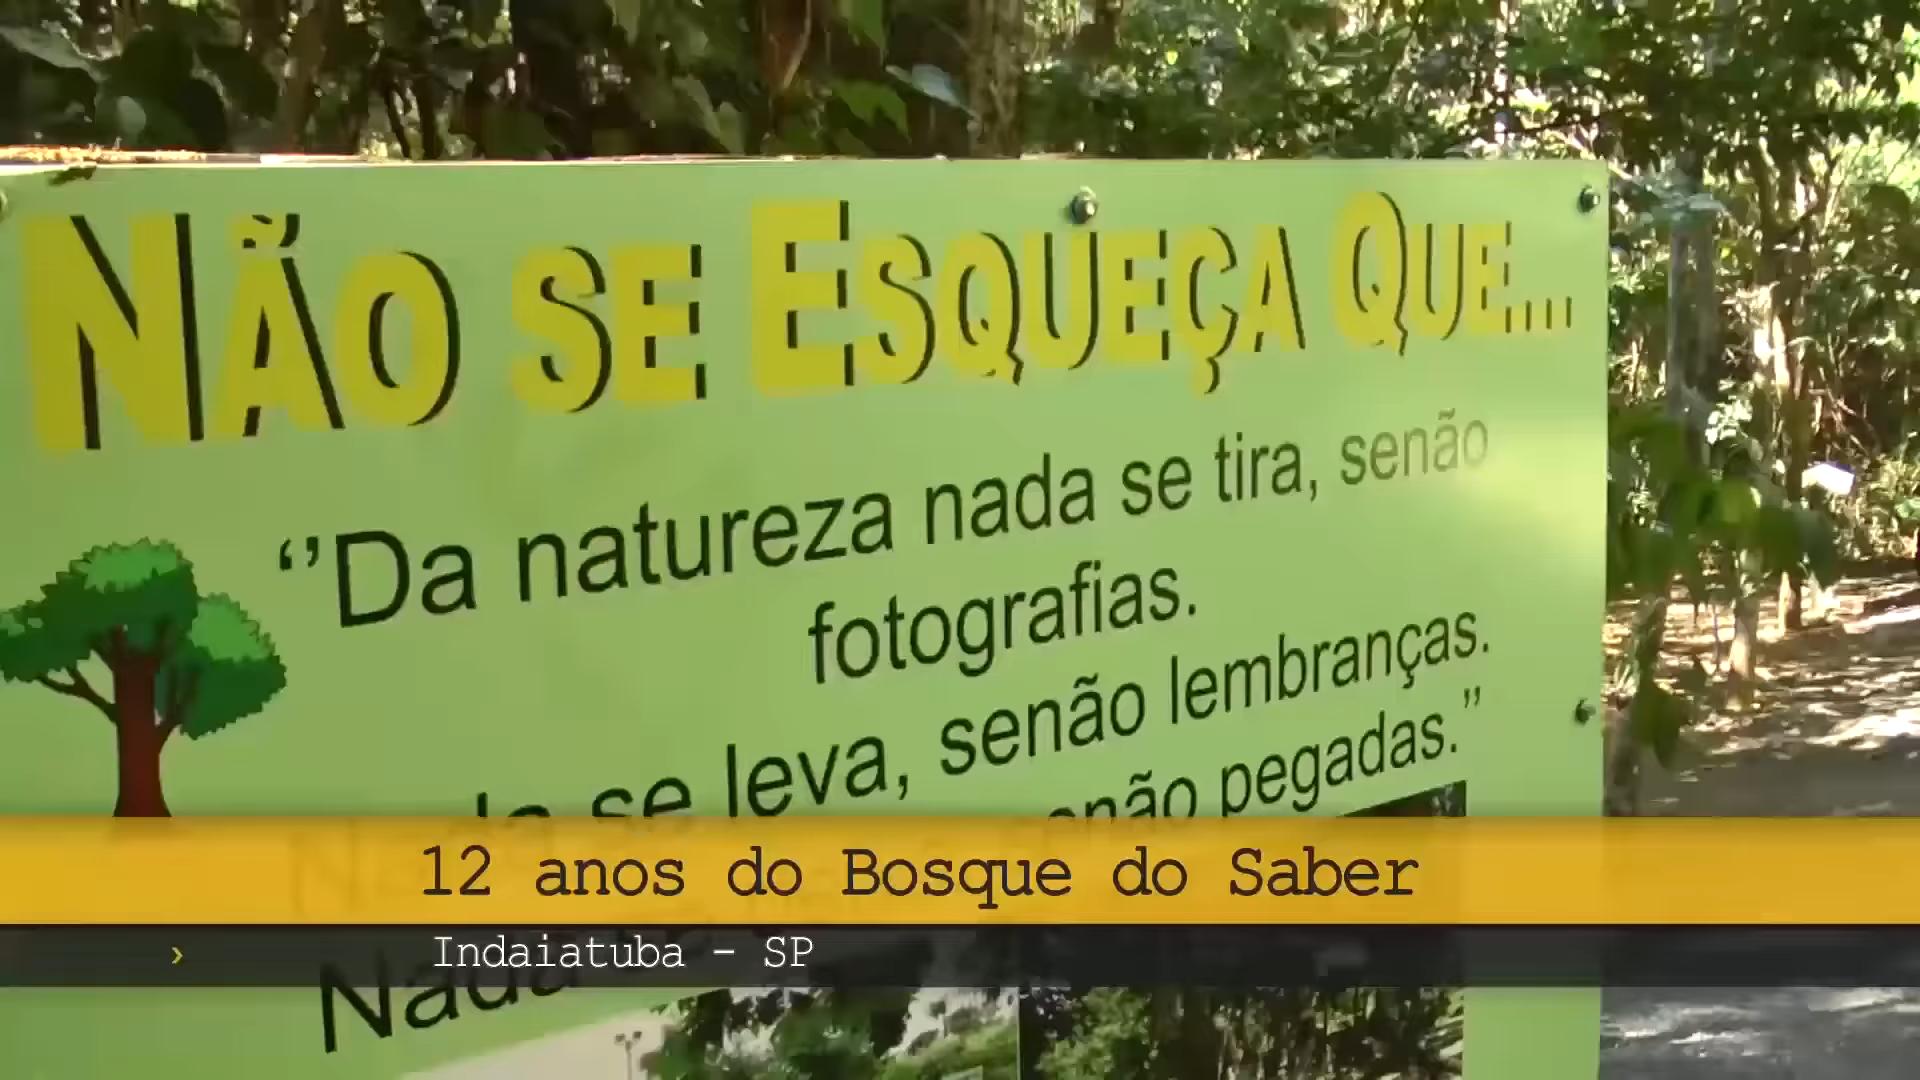 NÃO SE ESQUEÇA QUE...
‘’Da natureza nada se tira, senão
fotografias.
se leva, senão lembranças.
pegadas.”
12 anos do Bosque do Saber
Indaiatuba - SP